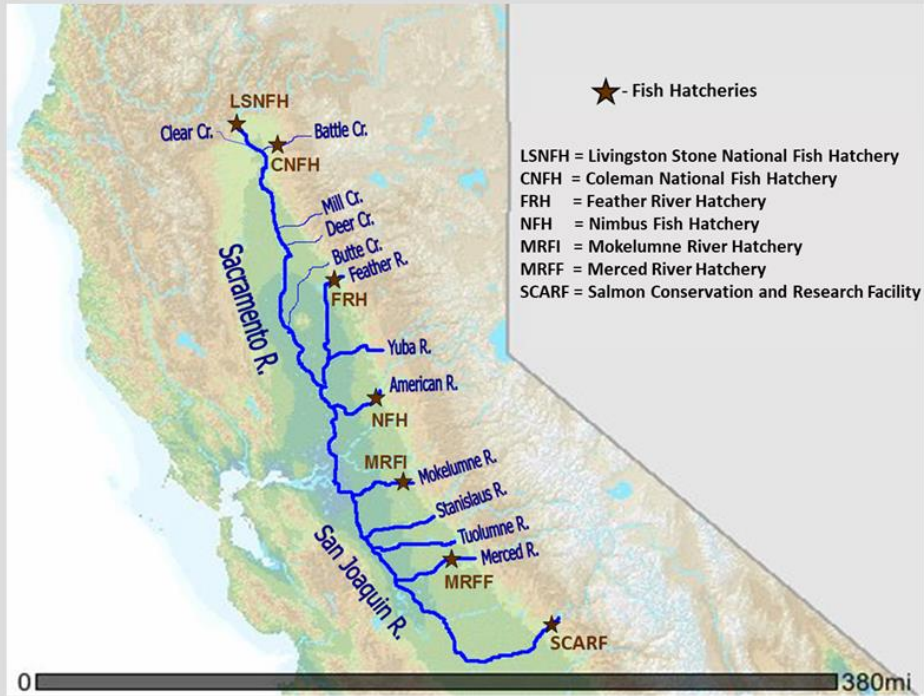 - Fish Hatcheries
LSNFH = Livingston Stone National Fish Hatchery
CNFH = Coleman National Fish Hatchery
FRH = Feather River Hatchery
NFH = Nimbus Fish Hatchery
MRFI = Mokelumne River Hatchery
MRFF = Merced River Hatchery
SCARF = Salmon Conservation and Research Facility
LSNFH
Clear Cr.
Battle Cr.
CNFH
Mill Cr.
Deer Cr.
Butte Cr.
Feather R.
FRH
Sacramento R.
Yuba R.
American R.
NFH
MRFI
Mokelumne R.
Stanislaus R.
Tuolumne R.
San Joaquin R.
Merced R.
MRFF
SCARF
0
380mi